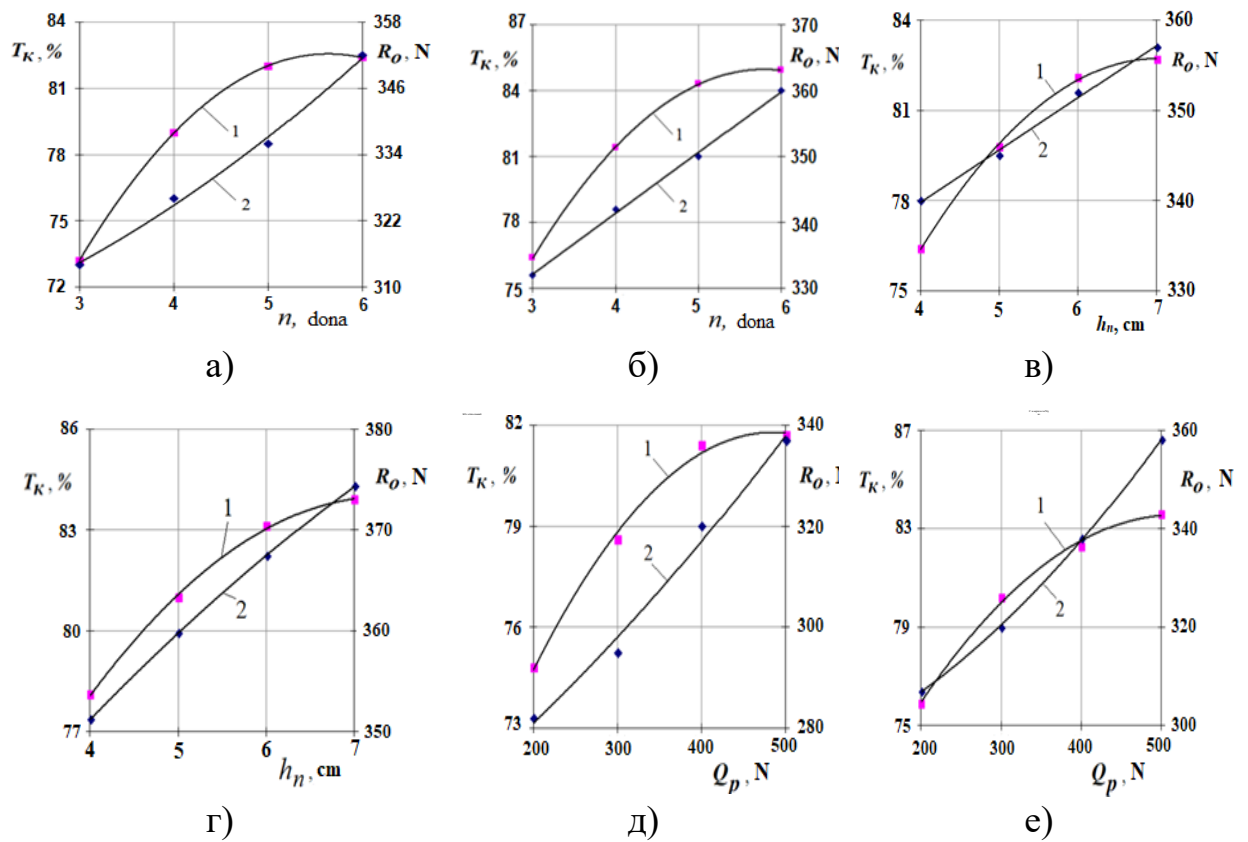 84 358
T_K, % R_o, N
81 346
1
78 334
2
75 322
72 310
3 4 5 6
n, dona
а)
87 370
T_K, % R_o, N
84 360
1
81 350
2
78 340
75 330
3 4 5 6
n, dona
б)
84 360
T_K, % R_o, N
1
81 350
2
78 340
75 330
4 5 6 7
h_n, cm
в)
86 380
T_K, % R_o, N
1
83 370
2
80 360
77 350
4 5 6 7
h_n, cm
г)
82 340
1
T_K, % R_o,
79 320
2
76 300
73 280
200 300 400 500
Q_p, N
д)
87 360
T_K, % R_o, N
1
83 340
2
79 320
75 300
200 300 400 500
Q_p, N
е)